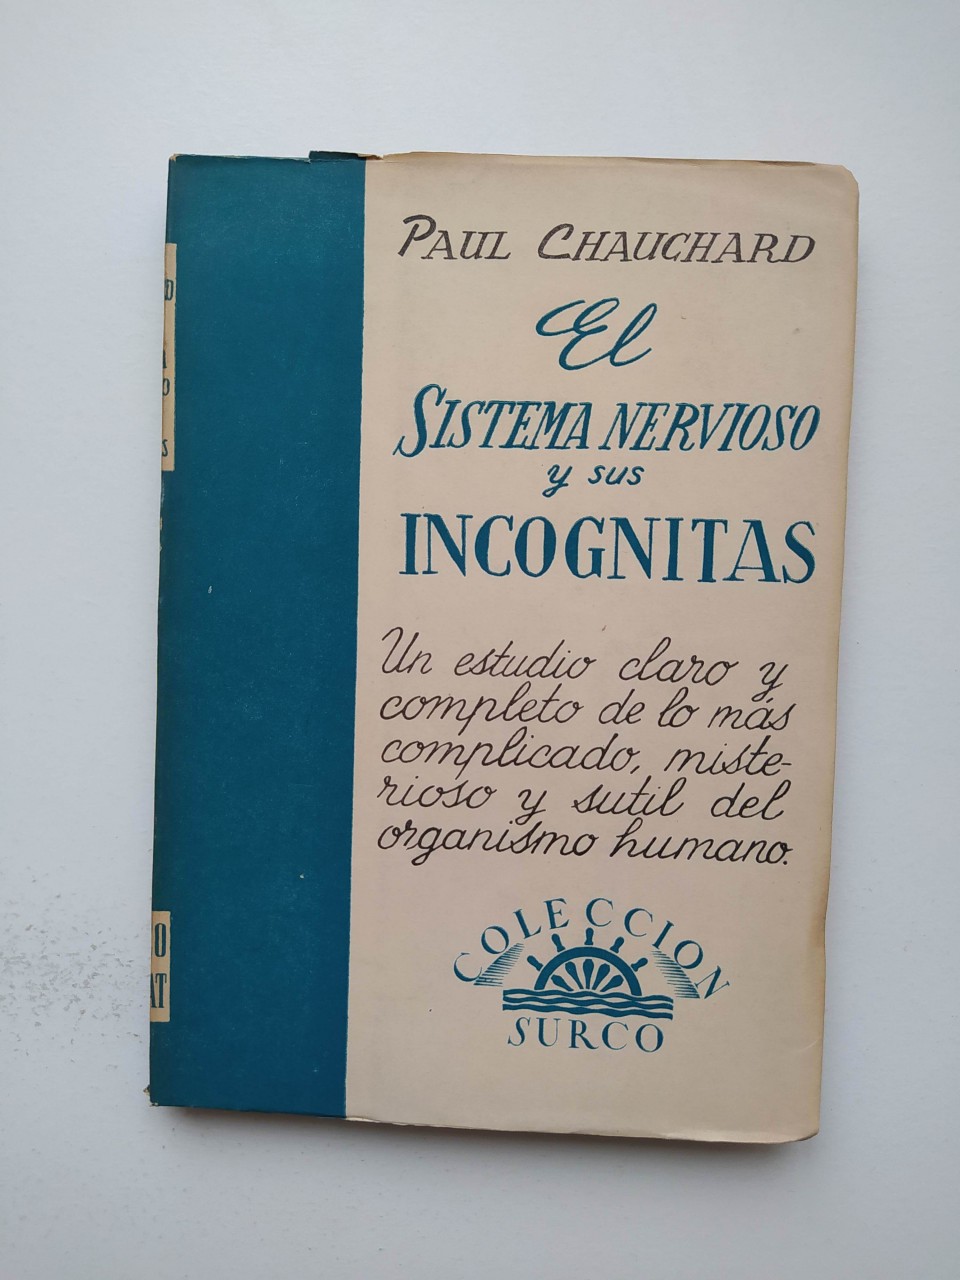 PAUL CHAUCHARD
El
SISTEMA NERVIOSO
y sus
INCOGNITAS
Un estudio claro y
completo de lo más
complicado, miste-
rioso y sutil del
organismo humano.
COLECCION
SURCO